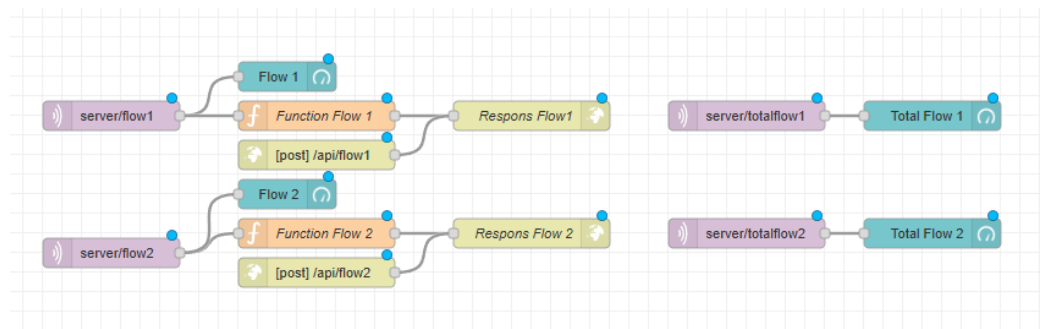 Flow 1
server/flow1
Function Flow 1
Respons Flow1
server/totalflow1
Total Flow 1
[post] /api/flow1
Flow 2
Function Flow 2
Respons Flow 2
server/totalflow2
Total Flow 2
server/flow2
[post] /api/flow2